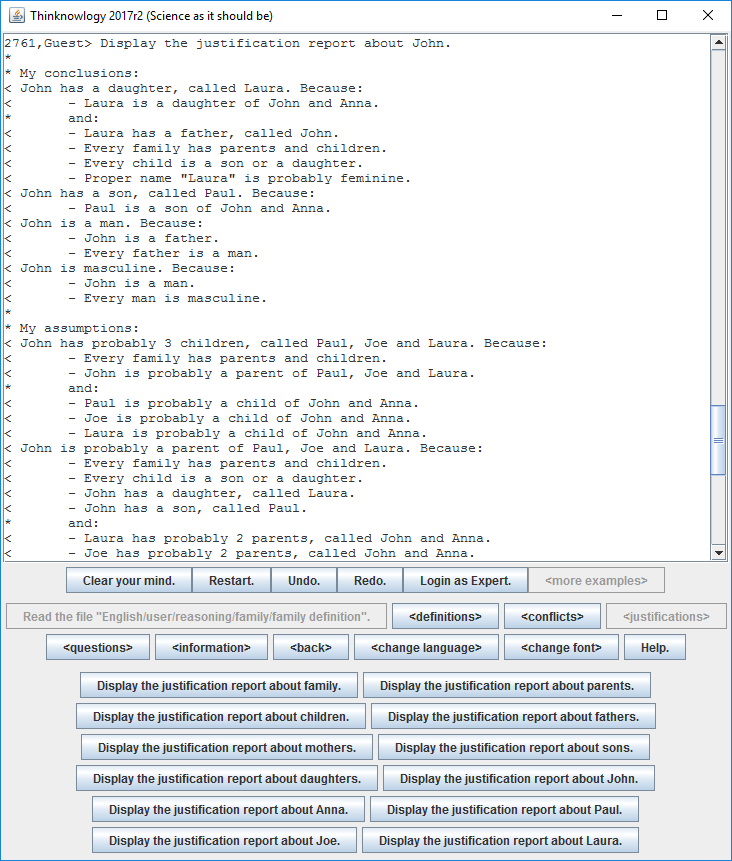 Thinknowlogy 2017r2 (Science as it should be)
2761,Guest> Display the justification report about John.
*
* My conclusions:
< John has a daughter, called Laura. Because:
<       - Laura is a daughter of John and Anna.
*       and:
<       - Laura has a father, called John.
<       - Every family has parents and children.
<       - Every child is a son or a daughter.
<       - Proper name "Laura" is probably feminine.
< John has a son, called Paul. Because:
<       - Paul is a son of John and Anna.
< John is a man. Because:
<       - John is a father.
<       - Every father is a man.
< John is masculine. Because:
<       - John is a man.
<       - Every man is masculine.
*
* My assumptions:
< John has probably 3 children, called Paul, Joe and Laura. Because:
<       - Every family has parents and children.
<       - John is probably a parent of Paul, Joe and Laura.
*       and:
<       - Paul is probably a child of John and Anna.
<       - Joe is probably a child of John and Anna.
<       - Laura is probably a child of John and Anna.
< John is probably a parent of Paul, Joe and Laura. Because:
<       - Every family has parents and children.
<       - Every child is a son or a daughter.
<       - John has a daughter, called Laura.
<       - John has a son, called Paul.
*       and:
<       - Laura has probably 2 parents, called John and Anna.
<       - Joe has probably 2 parents, called John and Anna.
Clear your mind. Restart. Undo. Redo. Login as Expert. <more examples>
Read the file "English/user/reasoning/family/family definition". <definitions> <conflicts> <justifications>
<questions> <information> <back> <change language> <change font> Help.
Display the justification report about family. Display the justification report about parents.
Display the justification report about children. Display the justification report about fathers.
Display the justification report about mothers. Display the justification report about sons.
Display the justification report about daughters. Display the justification report about John.
Display the justification report about Anna. Display the justification report about Paul.
Display the justification report about Joe. Display the justification report about Laura.